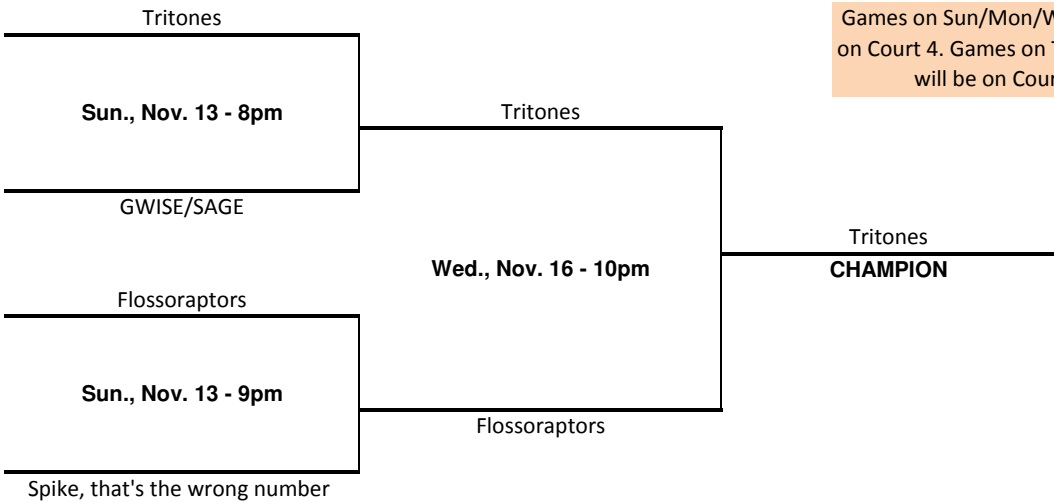 Tritones
Games on Sun/Mon/W
on Court 4. Games on
will be on Cour
Sun., Nov. 13 - 8pm
Tritones
GWISE/SAGE
Tritones
Wed., Nov. 16 - 10pm
CHAMPION
Flossoraptors
Sun., Nov. 13 - 9pm
Flossoraptors
Spike, that's the wrong number